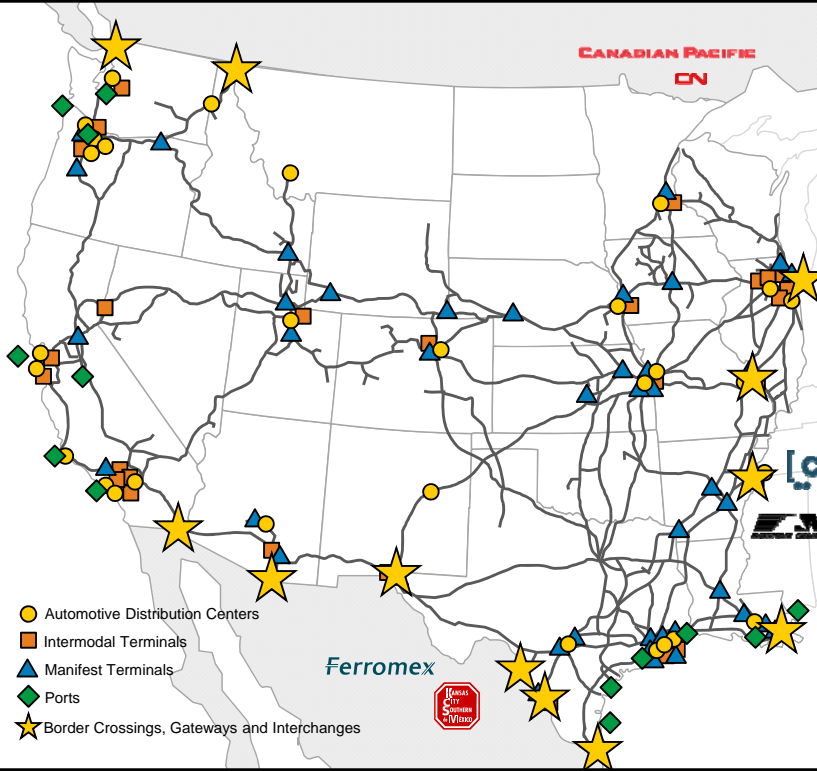 CANADIAN PACIFIC
CN
[C
Automotive Distribution Centers
Intermodal Terminals
Manifest Terminals
Ports
Border Crossings, Gateways and Interchanges
Ferromex
KANSAS
CITY
SOUTHERN
de MÉXICO